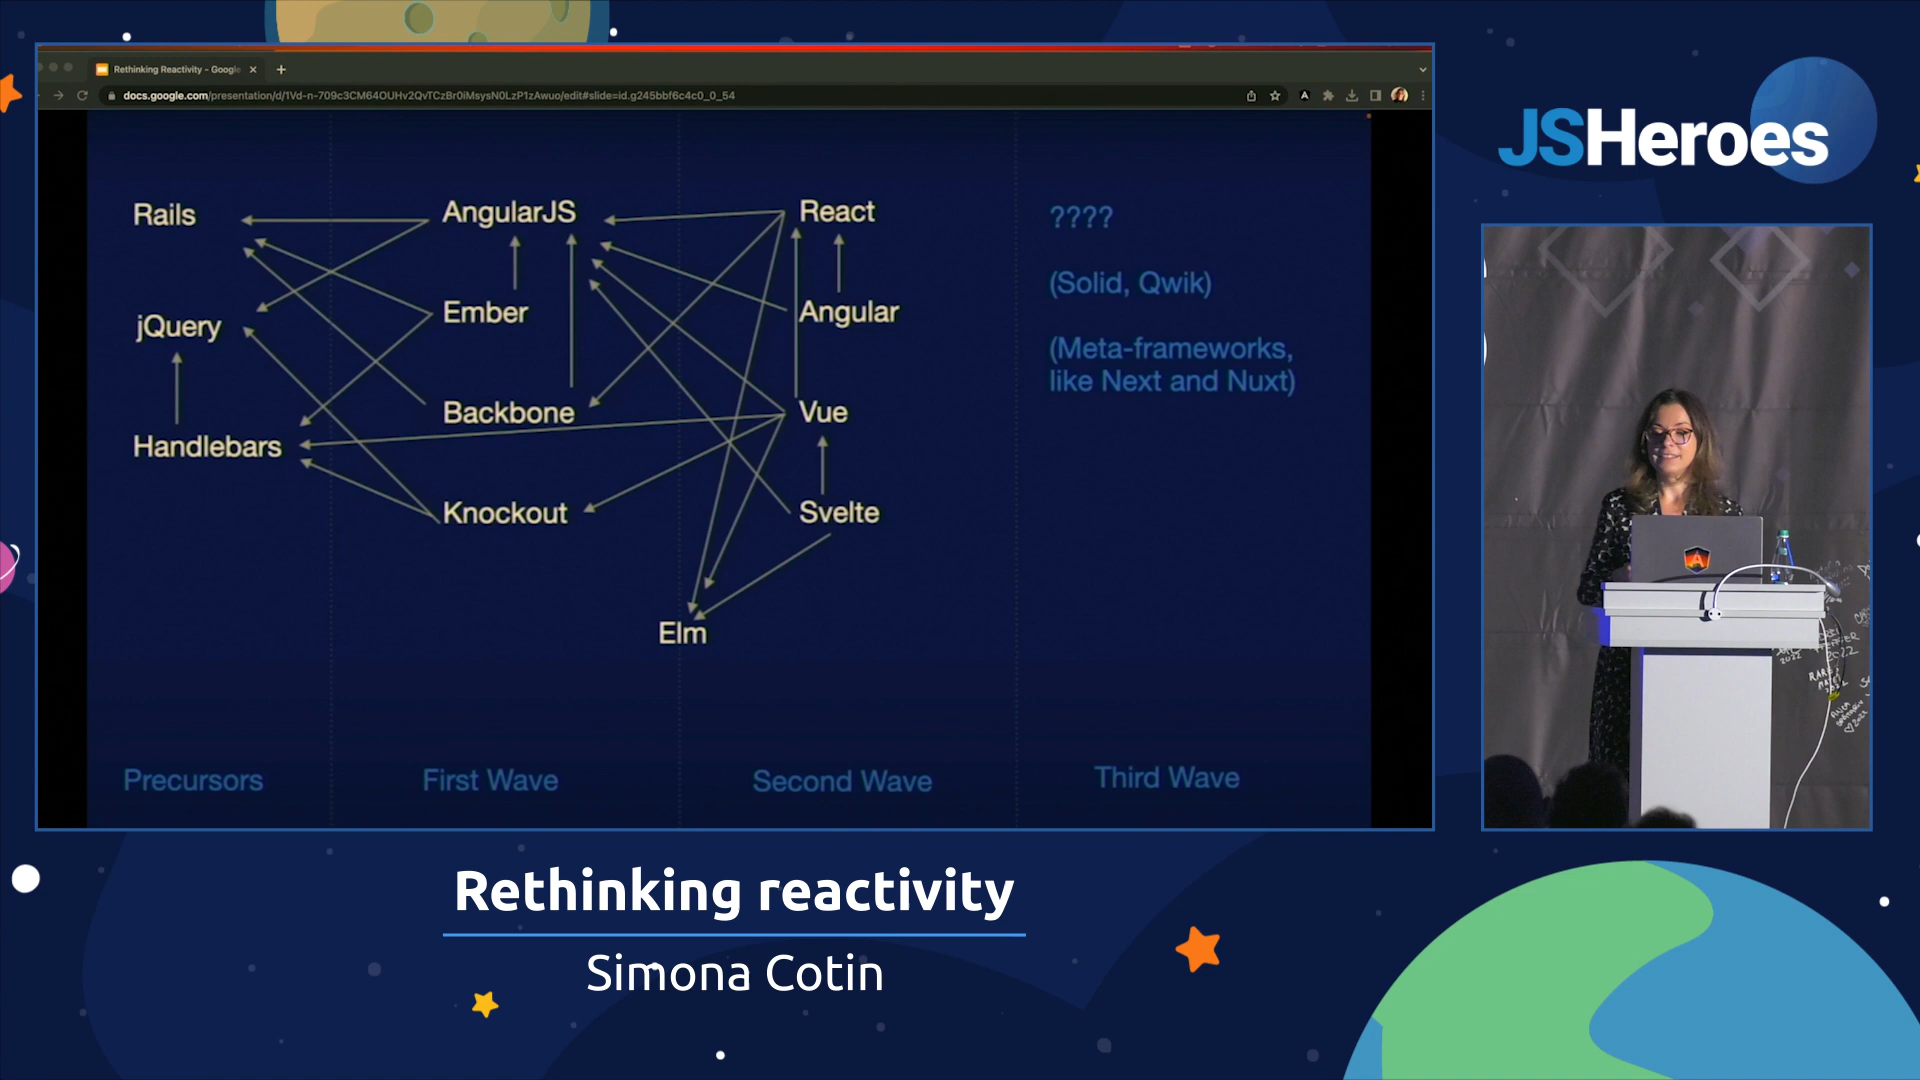 Rethinking Reactivity - Google
docs.google.com/presentation/d/1Vd-n-709c3CM64OUHv2QvTCzBr0iMsysN0LzP1zAwuo/edit#slide=id.g245bbf6c4c0_0_54
JSHeroes
Rails
AngularJS
React
????
jQuery
Ember
Angular
(Solid, Qwik)
Handlebars
Backbone
Vue
(Meta-frameworks,
like Next and Nuxt)
Knockout
Svelte
Elm
Precursors
First Wave
Second Wave
Third Wave
A
2022
2022
Rethinking reactivity
Simona Cotin